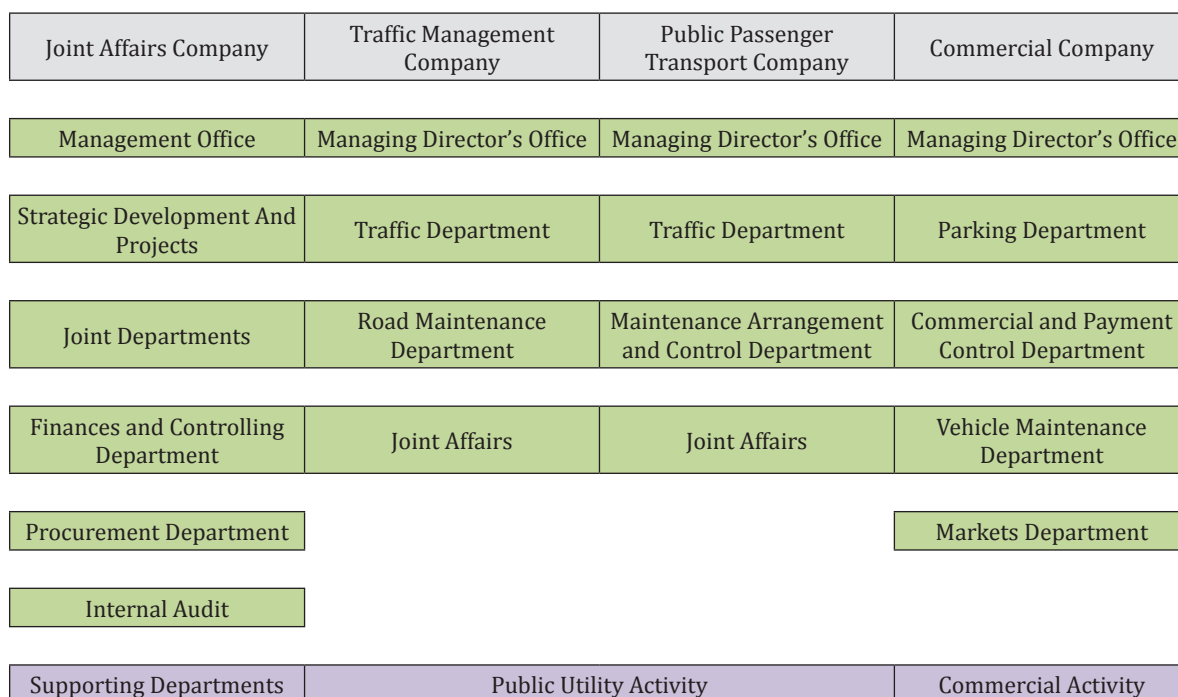 Joint Affairs Company
Traffic Management
Company
Public Passenger
Transport Company
Commercial Company
Management Office
Managing Director’s Office
Managing Director’s Office
Managing Director’s Office
Strategic Development And
Projects
Traffic Department
Traffic Department
Parking Department
Joint Departments
Road Maintenance
Department
Maintenance Arrangement
and Control Department
Commercial and Payment
Control Department
Finances and Controlling
Department
Joint Affairs
Joint Affairs
Vehicle Maintenance
Department
Procurement Department
Markets Department
Internal Audit
Supporting Departments
Public Utility Activity
Commercial Activity